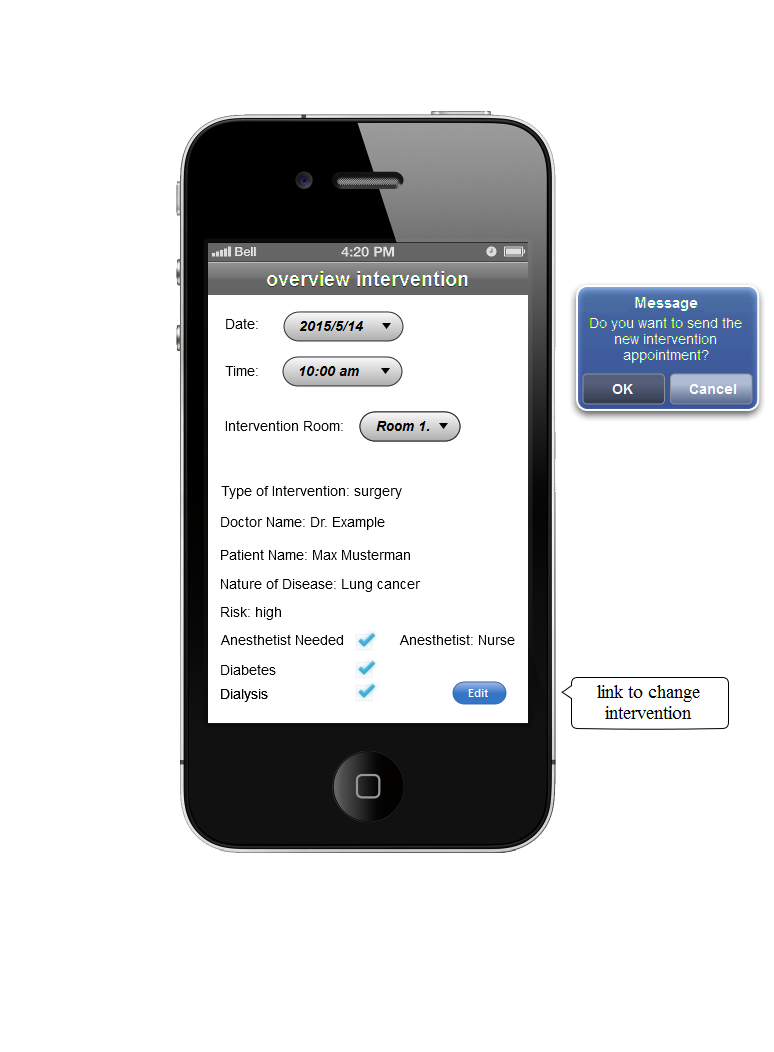 Bell 4:20 PM
overview intervention
Date: 2015/5/14
Time: 10:00 am
Intervention Room: Room 1.
Type of Intervention: surgery
Doctor Name: Dr. Example
Patient Name: Max Musterman
Nature of Disease: Lung cancer
Risk: high
Anesthetist Needed Anesthetist: Nurse
Diabetes
Dialysis
Edit
Message
Do you want to send the
new intervention
appointment?
OK Cancel
link to change
intervention